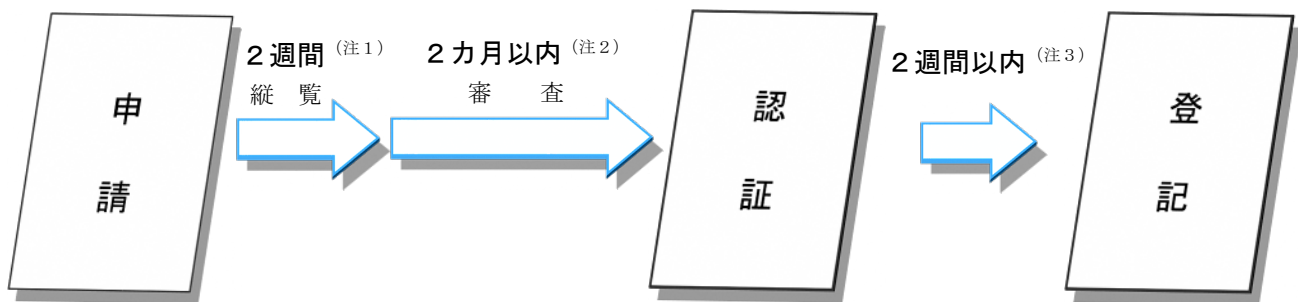 申請
2週間（注1）
縦　覧
2カ月以内（注2）
審　　査
認証
2週間以内（注3）
登記